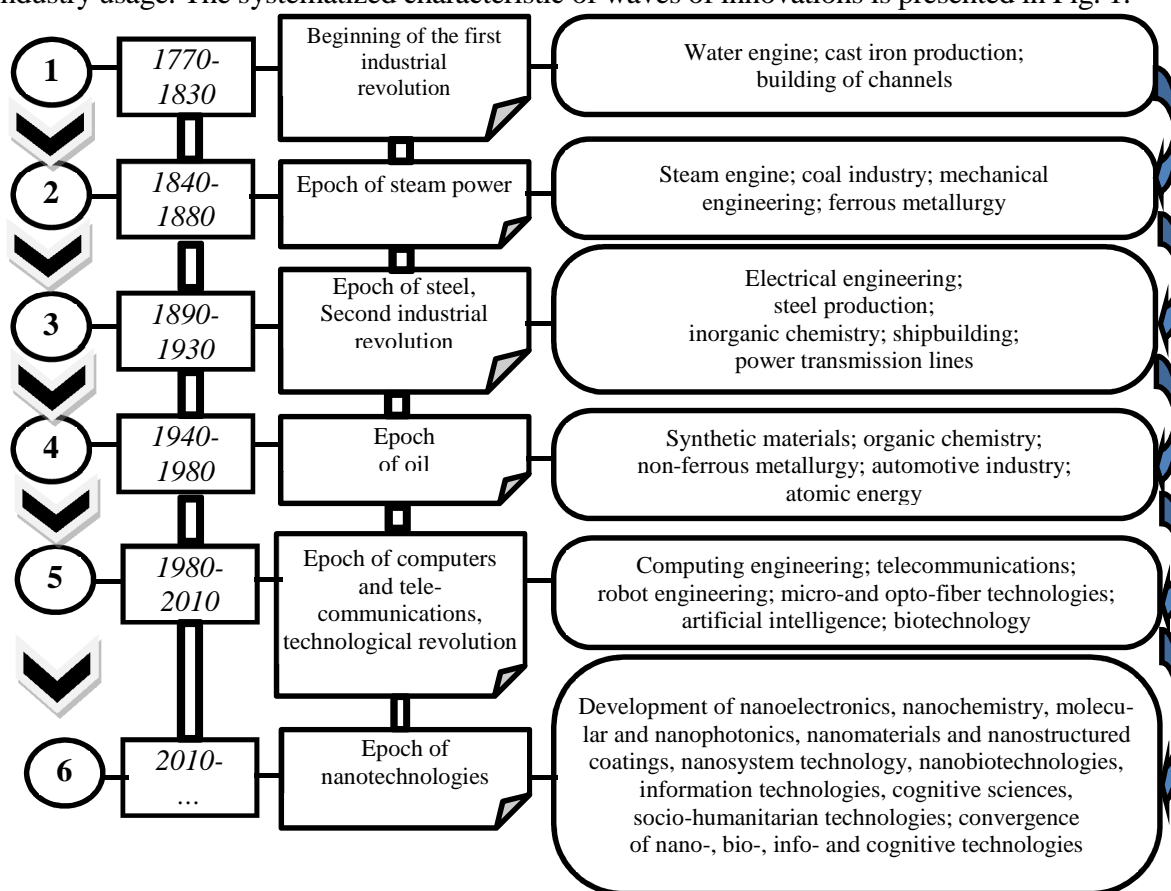 industry usage. The systematized characteristic of waves of innovations is presented in Fig. 1.
1
1770-
1830
Beginning of the first
industrial
revolution
Water engine; cast iron production;
building of channels
2
1840-
1880
Epoch of steam power
Steam engine; coal industry; mechanical
engineering; ferrous metallurgy
3
1890-
1930
Epoch of steel,
Second industrial
revolution
Electrical engineering;
steel production;
inorganic chemistry; shipbuilding;
power transmission lines
4
1940-
1980
Epoch
of oil
Synthetic materials; organic chemistry;
non-ferrous metallurgy; automotive industry;
atomic energy
5
1980-
2010
Epoch of computers
and tele-
communications,
technological revolution
Computing engineering; telecommunications;
robot engineering; micro-and opto-fiber technologies;
artificial intelligence; biotechnology
6
2010-
...
Epoch of
nanotechnologies
Development of nanoelectronics, nanochemistry, molecu-
lar and nanophotonics, nanomaterials and nanostructured
coatings, nanosystem technology, nanobiotechnologies,
information technologies, cognitive sciences,
socio-humanitarian technologies; convergence
of nano-, bio-, info- and cognitive technologies